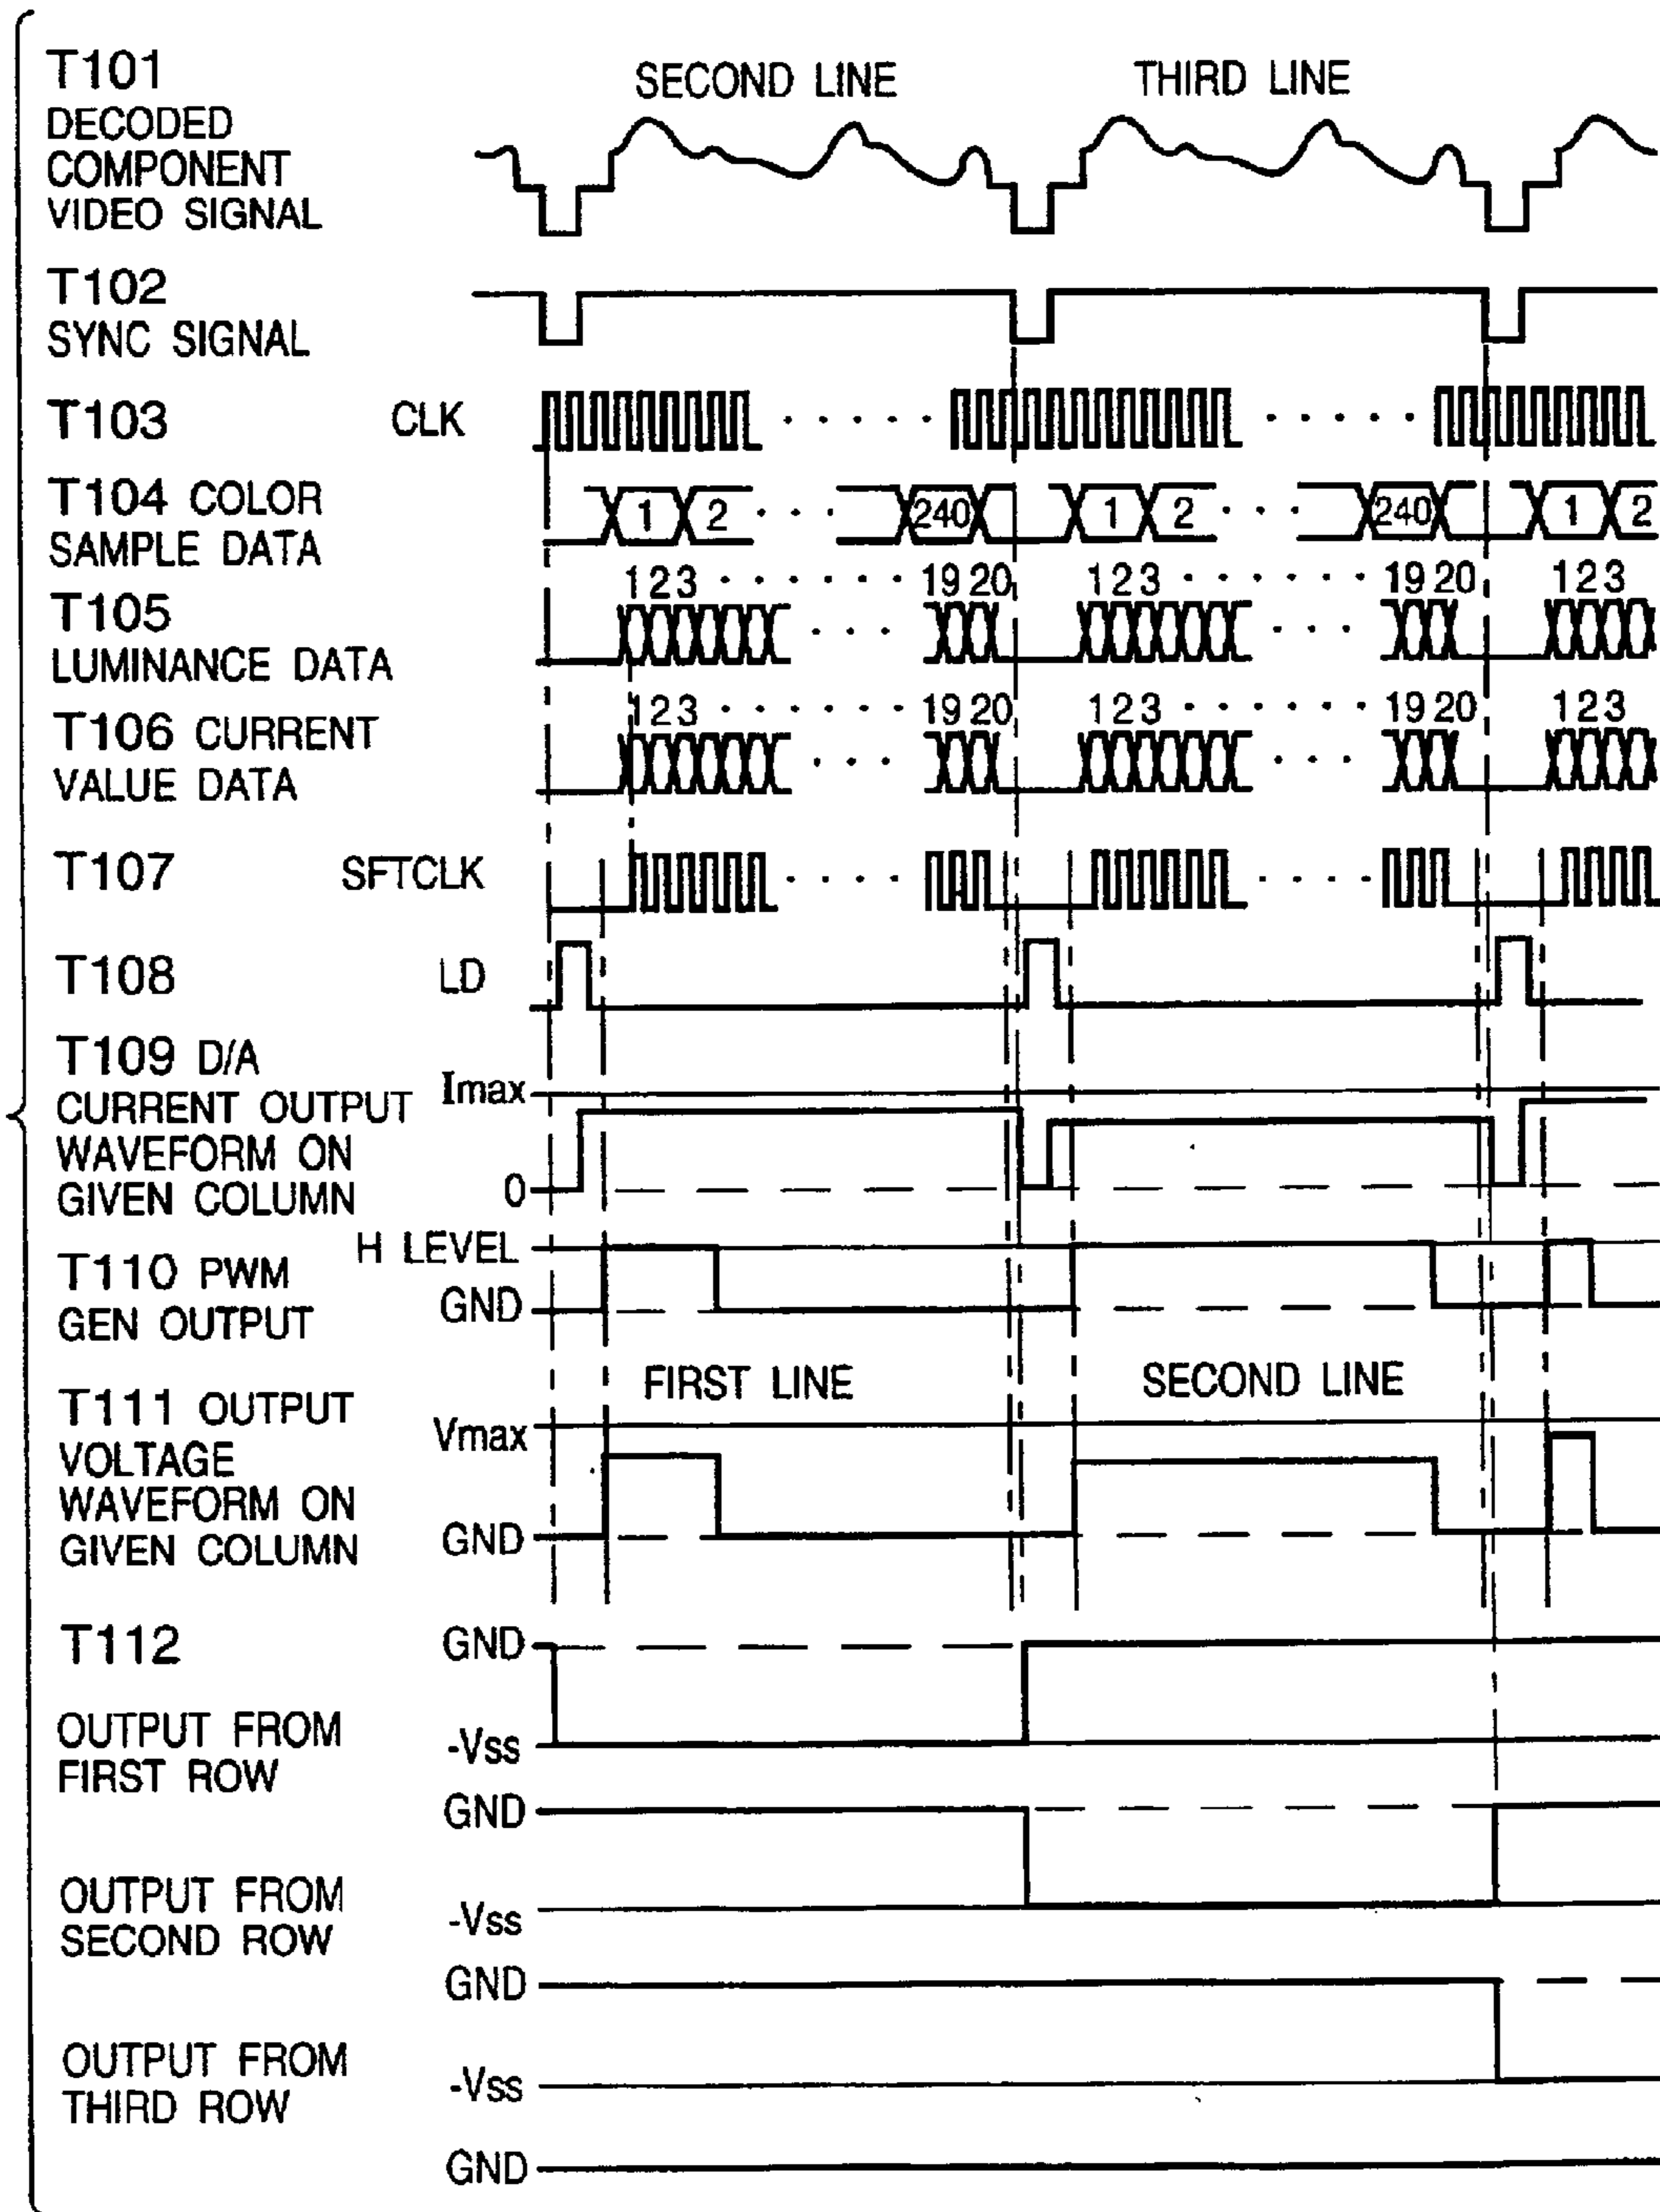 T101
DECODED
COMPONENT
VIDEO SIGNAL
SECOND LINE THIRD LINE
T102
SYNC SIGNAL
T103 CLK
T104 COLOR
SAMPLE DATA
1 2 240 1 2 240 1 2
T105
LUMINANCE DATA
123 19 20 123 19 20 123
T106 CURRENT
VALUE DATA
123 19 20 123 19 20 123
T107 SFTCLK
T108 LD
T109 D/A
CURRENT OUTPUT
WAVEFORM ON
GIVEN COLUMN
Imax
0
T110 PWM
GEN OUTPUT
H LEVEL
GND
FIRST LINE SECOND LINE
T111 OUTPUT
VOLTAGE
WAVEFORM ON
GIVEN COLUMN
Vmax
GND
T112
GND
OUTPUT FROM
FIRST ROW
-Vss
GND
OUTPUT FROM
SECOND ROW
-Vss
GND
OUTPUT FROM
THIRD ROW
-Vss
GND